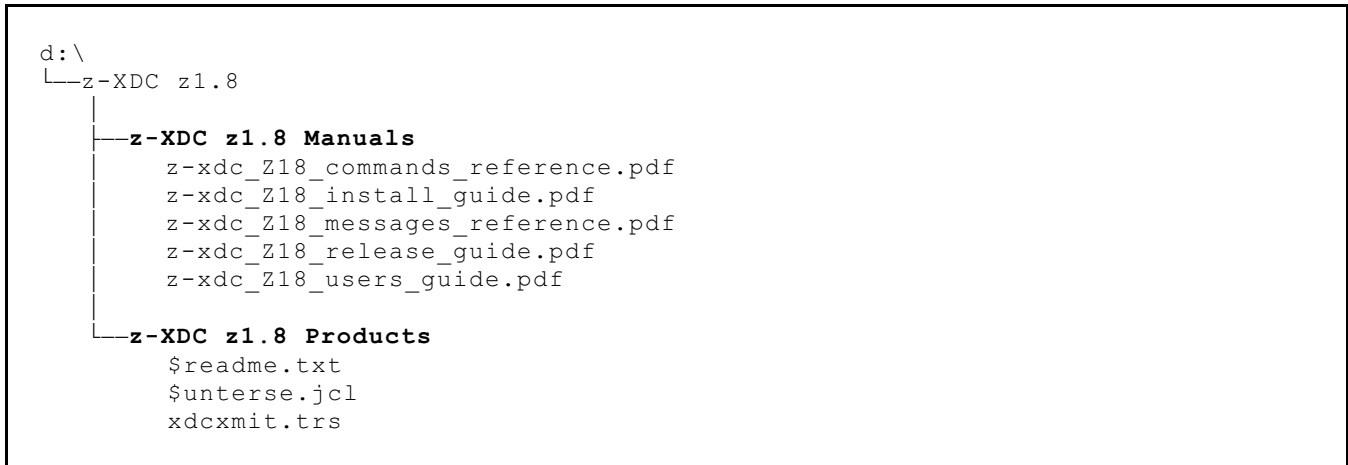 d:\
└──z-XDC z1.8
│
├──z-XDC z1.8 Manuals
│ z-xdc_Z18_commands_reference.pdf
│ z-xdc_Z18_install_guide.pdf
│ z-xdc_Z18_messages_reference.pdf
│ z-xdc_Z18_release_guide.pdf
│ z-xdc_Z18_users_guide.pdf
│
└──z-XDC z1.8 Products
$readme.txt
$unterse.jcl
xdcxmit.trs